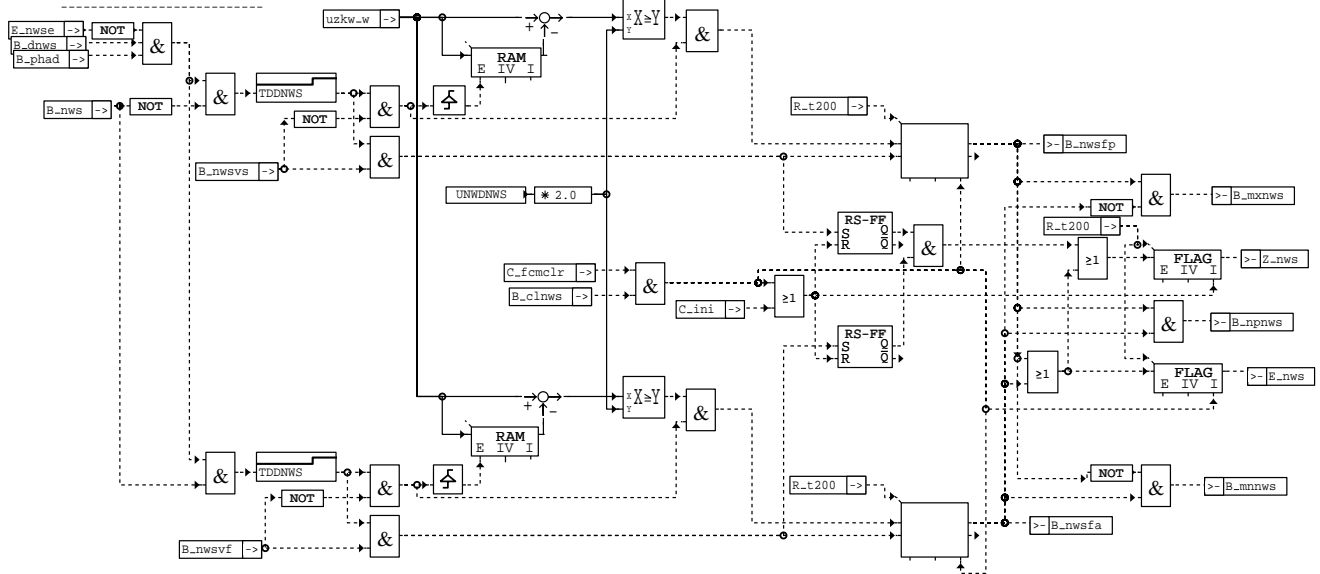 uzkw_w ->
X≥Y
X
Y
E_nwse -> NOT
B_dnws ->
B_phad ->
&
+ −
&
RAM
E IV I
&
TDDNWS
B_nws -> NOT
&
NOT
R_t200 ->
&
>- B_nwsfp
B_nwsvs ->
UNWDNWS
* 2.0
&
>- B_mxnws
NOT
RS-FF
S Q
R Q̅
&
R_t200 ->
≥1
FLAG
E IV I
>- Z_nws
C_fcmclr ->
B_clnws ->
&
≥1
C_ini ->
>- B_npnws
&
RS-FF
S Q
R Q̅
≥1
FLAG
E IV I
>- E_nws
X≥Y
X
Y
+ −
&
RAM
E IV I
&
TDDNWS
&
NOT
R_t200 ->
NOT
&
>- B_mnnws
&
>- B_nwsfa
B_nwsvf ->